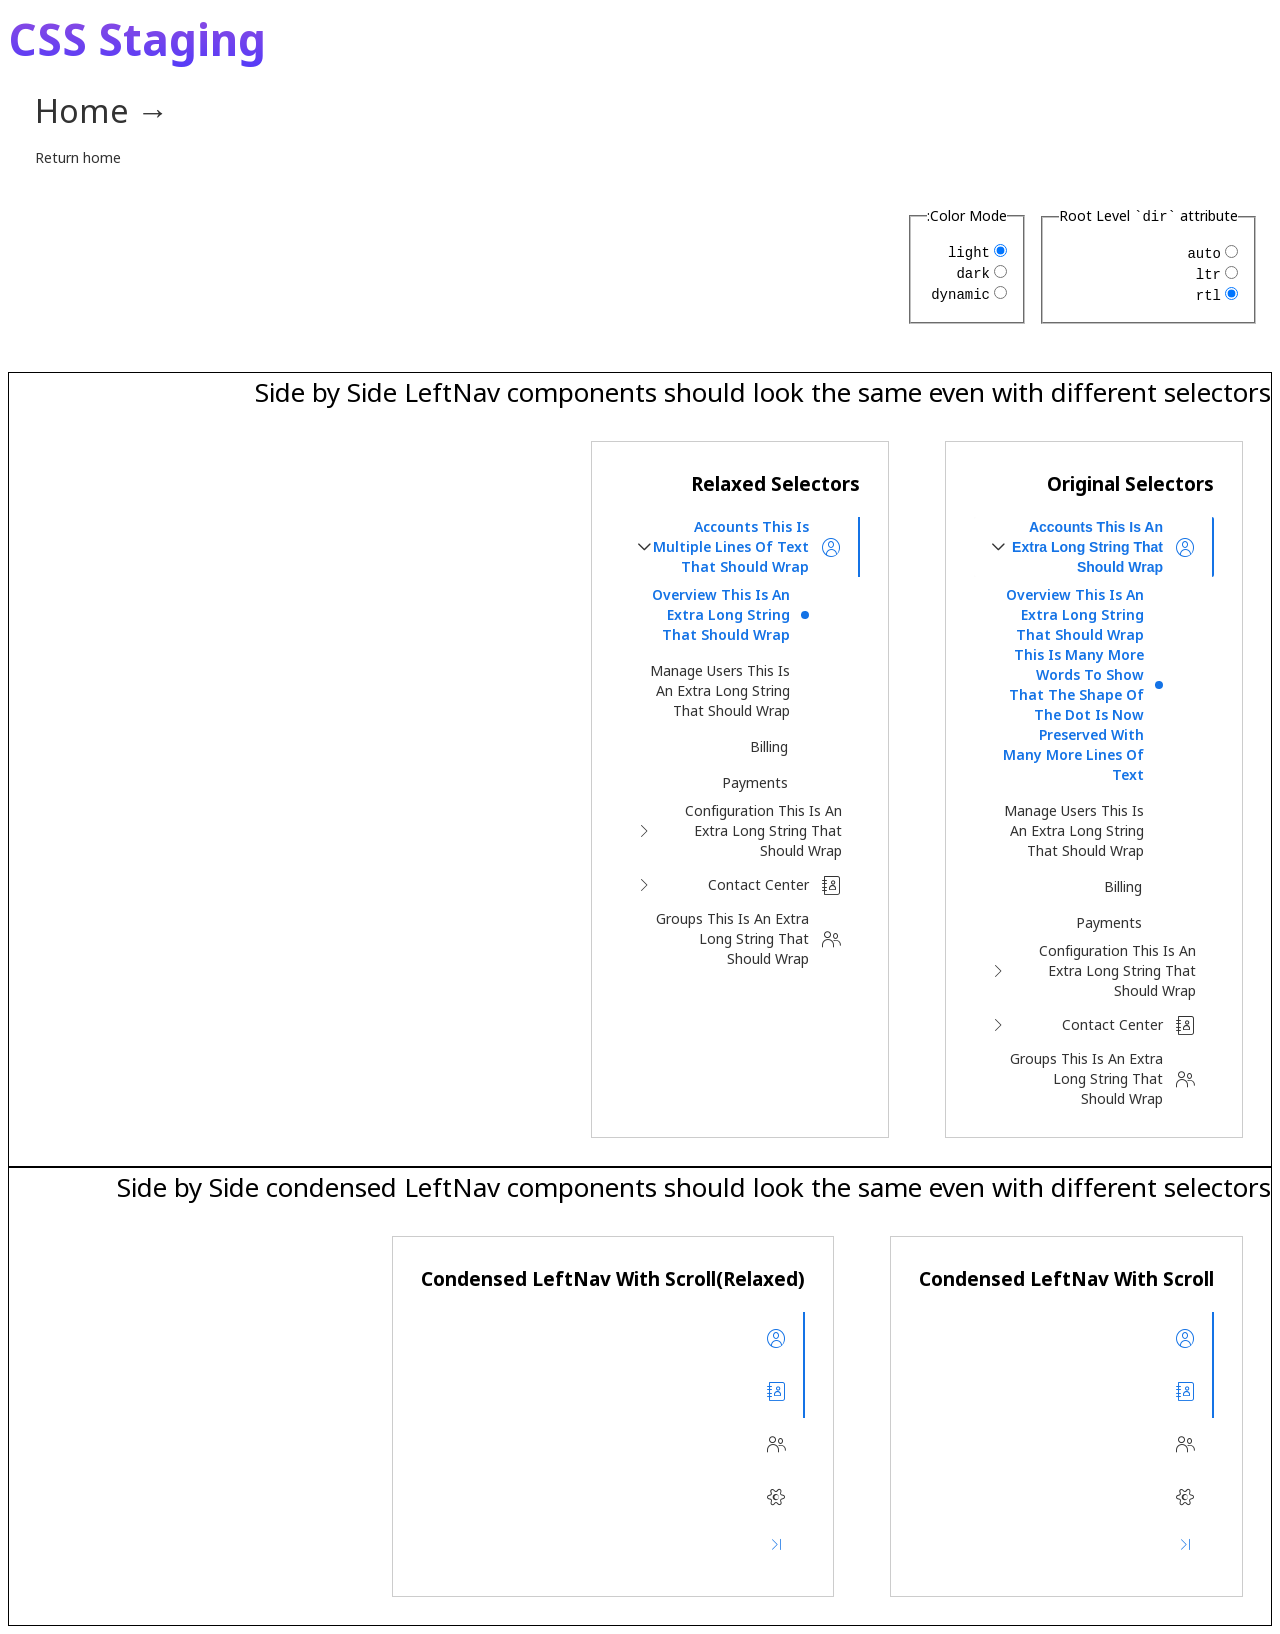 CSS Staging
Home →
Return home
Root Level `dir` attribute
auto
ltr
rtl
:Color Mode
light
dark
dynamic
Side by Side LeftNav components should look the same even with different selectors
Original Selectors
Accounts This Is An
Extra Long String That
Should Wrap
Overview This Is An
Extra Long String
That Should Wrap
This Is Many More
Words To Show
That The Shape Of
The Dot Is Now
Preserved With
Many More Lines Of
Text
Manage Users This Is
An Extra Long String
That Should Wrap
Billing
Payments
Configuration This Is An
Extra Long String That
Should Wrap
Contact Center
Groups This Is An Extra
Long String That
Should Wrap
Relaxed Selectors
Accounts This Is
Multiple Lines Of Text
That Should Wrap
Overview This Is An
Extra Long String
That Should Wrap
Manage Users This Is
An Extra Long String
That Should Wrap
Billing
Payments
Configuration This Is An
Extra Long String That
Should Wrap
Contact Center
Groups This Is An Extra
Long String That
Should Wrap
Side by Side condensed LeftNav components should look the same even with different selectors
Condensed LeftNav With Scroll
Condensed LeftNav With Scroll(Relaxed)